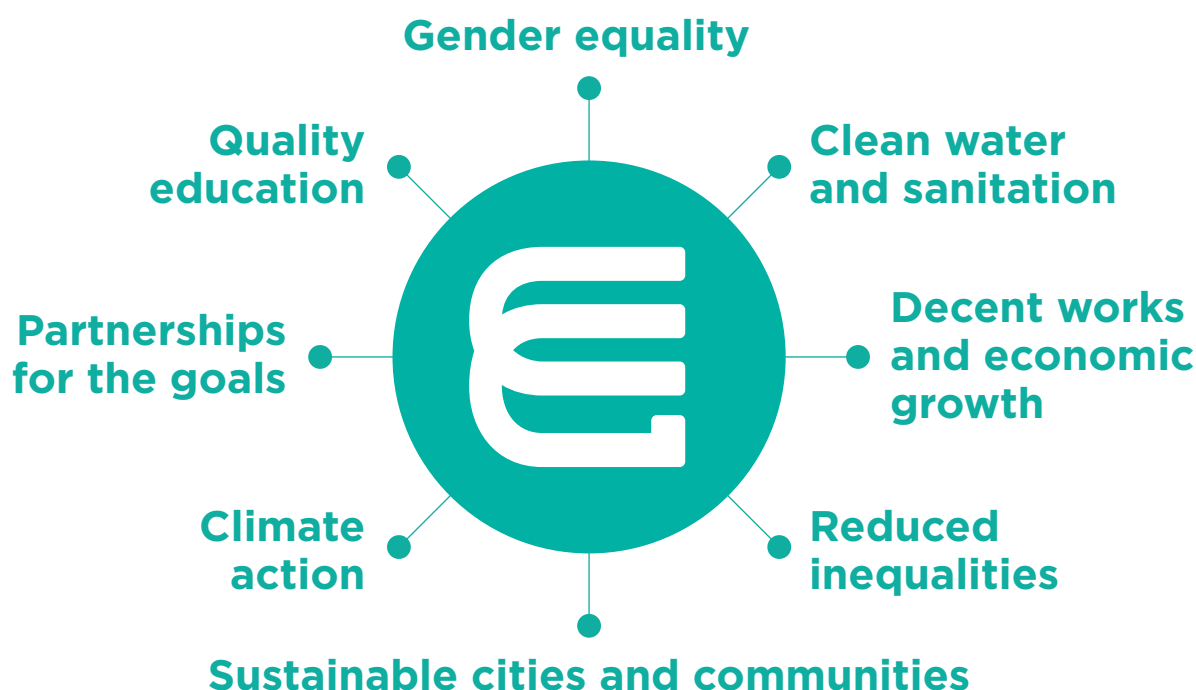 Gender equality
Quality
education
Clean water
and sanitation
Partnerships
for the goals
Decent works
and economic
growth
Climate
action
Reduced
inequalities
Sustainable cities and communities